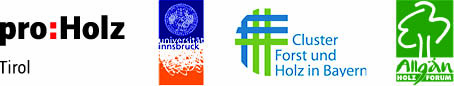 pro:Holz
Tirol
universität
innsbruck
Cluster
Forst und
Holz in Bayern
Allgäu
HOLZ FORUM